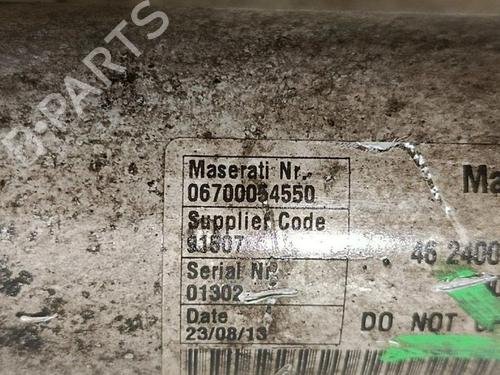 D-PARTS
Maserati Nr.
06700054550
Supplier Code
91507
Serial Nr
01302
Date
23/08/13
Ma
46 2400
DO NOT